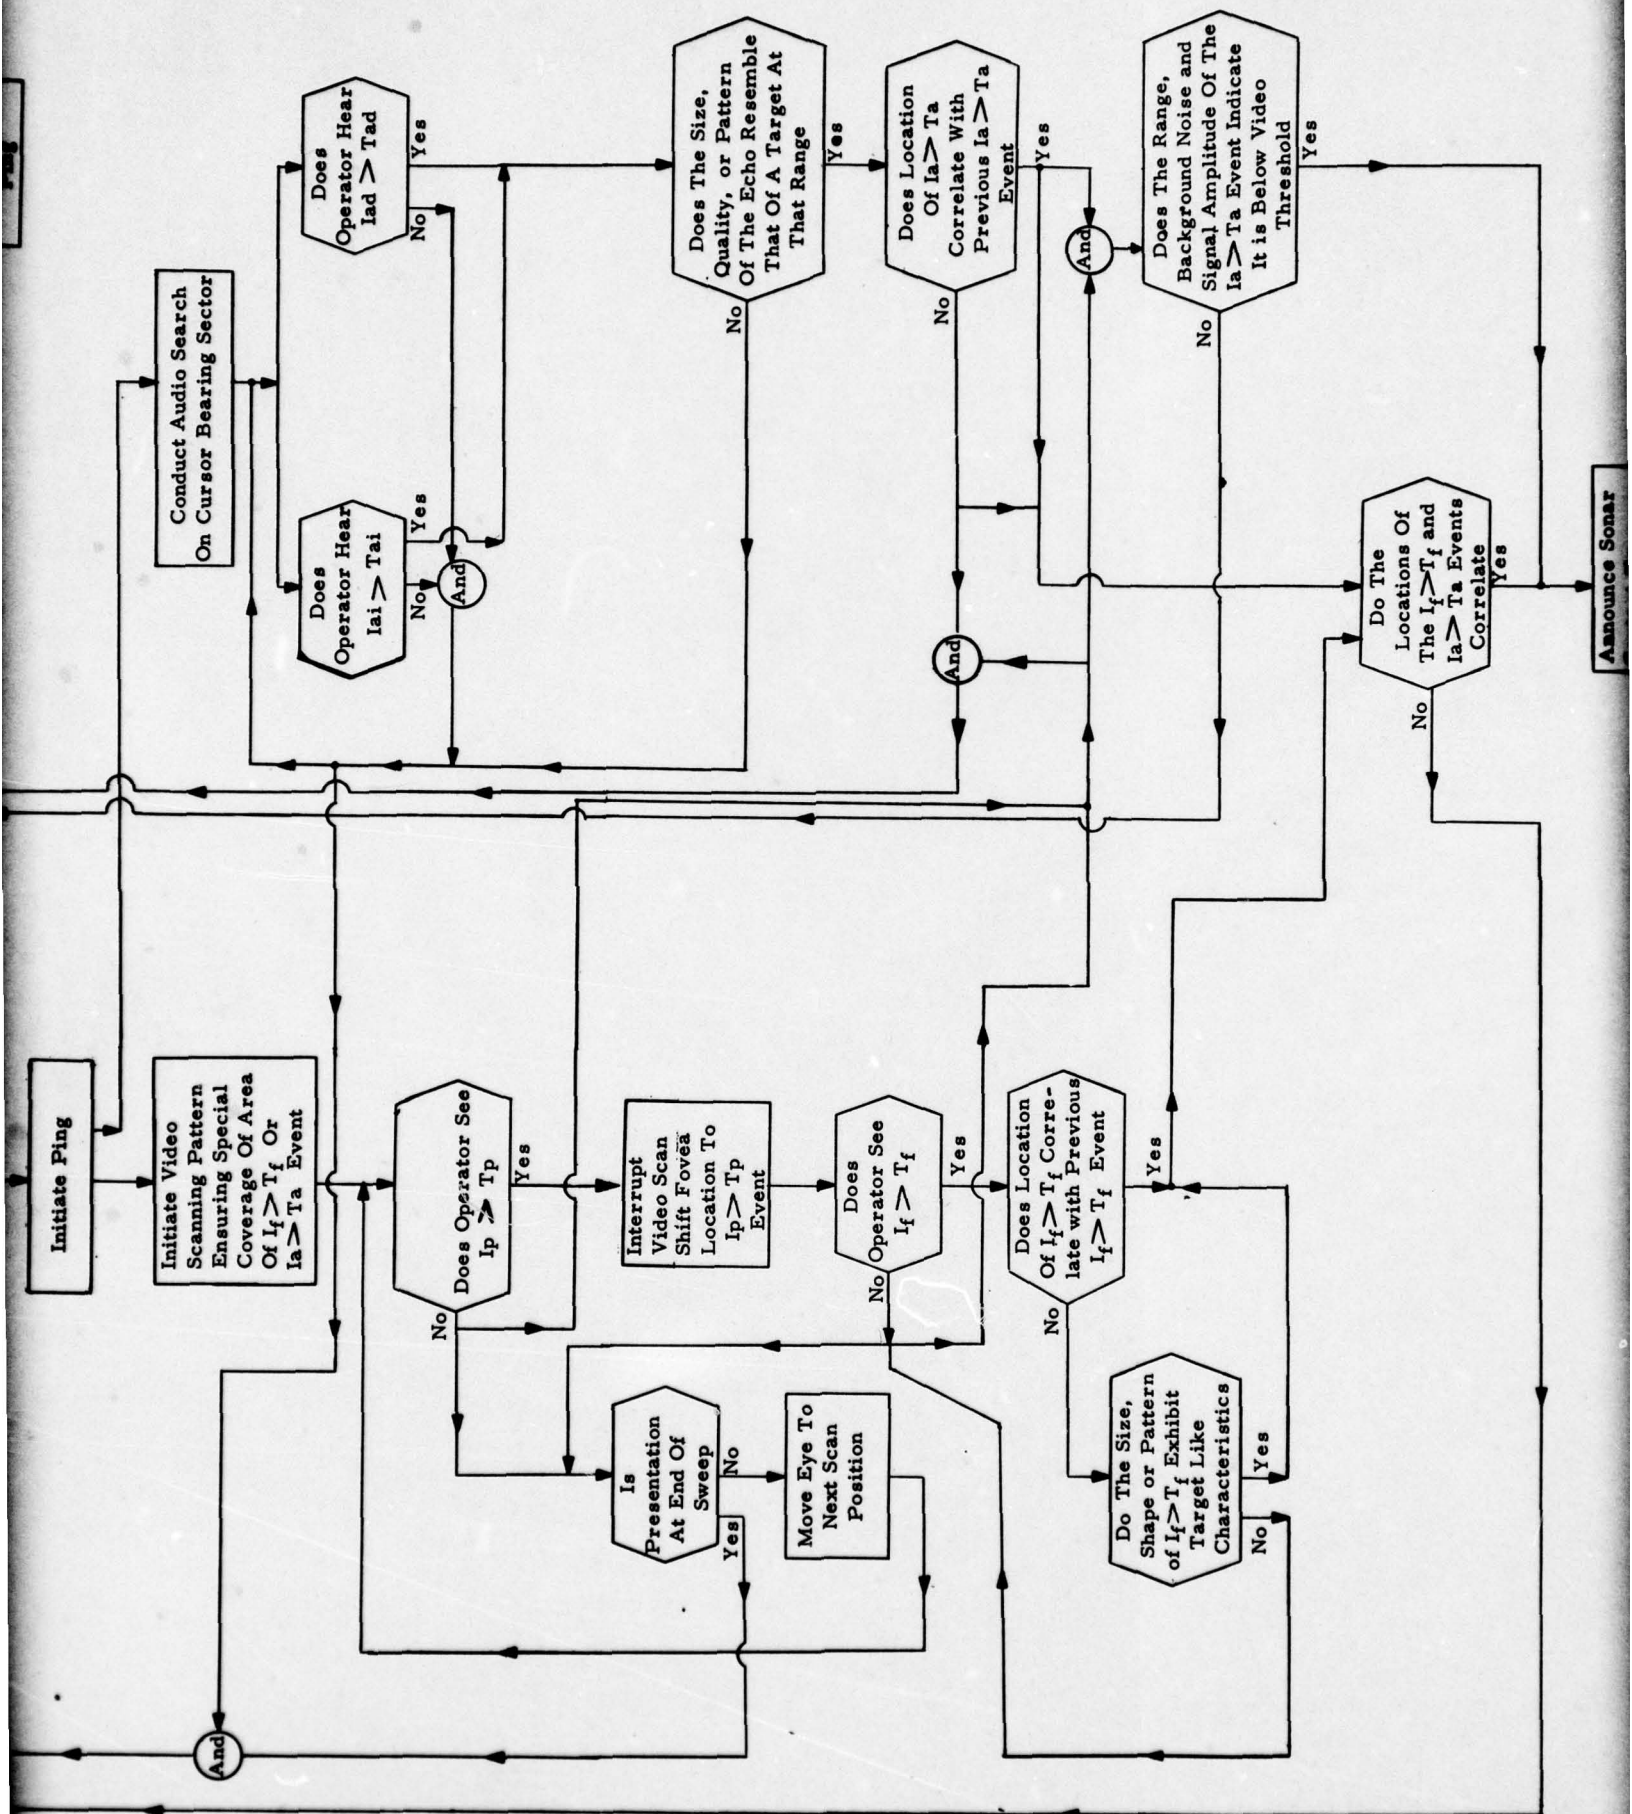 Initiate Ping
Conduct Audio Search
On Cursor Bearing Sector
Initiate Video
Scanning Pattern
Ensuring Special
Coverage Of Area
Of If > Tf Or
Ia > Ta Event
Does
Operator Hear
Iai > Tai
Yes
No
Does
Operator Hear
Iad > Tad
Yes
No
And
Does Operator See
Ip ≥ Tp
Yes
No
Interrupt
Video Scan
Shift Fovea
Location To
Ip > Tp
Event
Does The Size,
Quality, or Pattern
Of The Echo Resemble
That Of A Target At
That Range
Yes
No
Is
Presentation
At End Of
Sweep
No
Yes
Move Eye To
Next Scan
Position
Does
Operator See
If > Tf
Yes
No
Does Location
Of Ia > Ta
Correlate With
Previous Ia > Ta
Event
Yes
No
And
And
Does Location
Of If > Tf Corre-
late with Previous
If > Tf Event
Yes
No
Does The Range,
Background Noise and
Signal Amplitude Of The
Ia > Ta Event Indicate
It is Below Video
Threshold
Yes
No
Do The Size,
Shape or Pattern
of If > Tf Exhibit
Target Like
Characteristics
Yes
No
Do The
Locations Of
The If > Tf and
Ia > Ta Events
Correlate
Yes
No
And
Announce Sonar